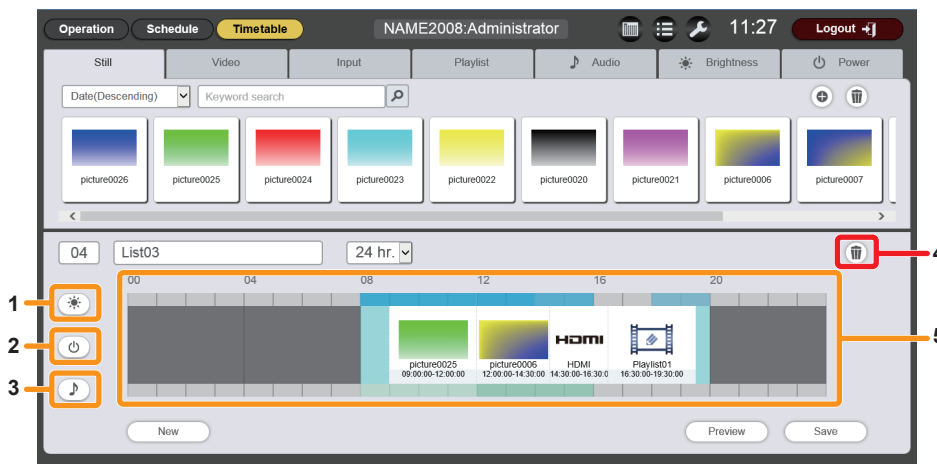 Operation Schedule Timetable NAME2008:Administrator 11:27 Logout
Still Video Input Playlist Audio Brightness Power
Date(Descending) Keyword search
picture0026 picture0025 picture0024 picture0023 picture0022 picture0020 picture0021 picture0006 picture0007
04 List03 24 hr. 4
00 04 08 12 16 20
1
2 5
HDMI
picture0025 picture0006 HDMI Playlist01
09:00:00-12:00:00 12:00:00-14:30:00 14:30:00-16:30:0 16:30:00-19:30:00
3
New Preview Save